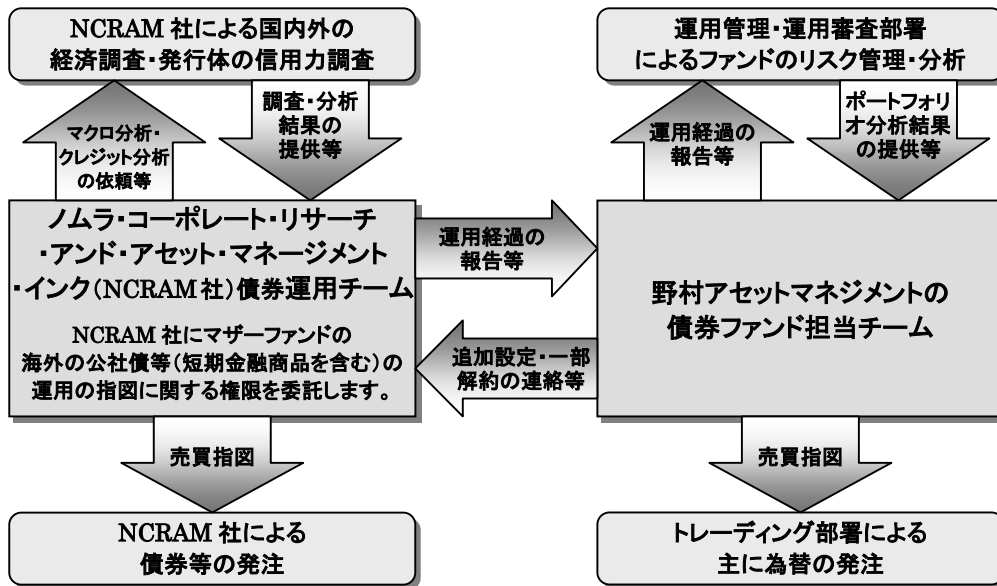 NCRAM 社による国内外の
経済調査・発行体の信用力調査
運用管理・運用審査部署
によるファンドのリスク管理・分析
マクロ分析・
クレジット分析
の依頼等
調査・分析
結果の
提供等
運用経過の
報告等
ポートフォリ
オ分析結果
の提供等
ノムラ・コーポレート・リサーチ
・アンド・アセット・マネージメント
・インク（NCRAM 社）債券運用チーム
NCRAM 社にマザーファンドの
海外の公社債等（短期金融商品を含む）の
運用の指図に関する権限を委託します。
運用経過の
報告等
追加設定・一部
解約の連絡等
野村アセットマネジメントの
債券ファンド担当チーム
売買指図
売買指図
NCRAM 社による
債券等の発注
トレーディング部署による
主に為替の発注